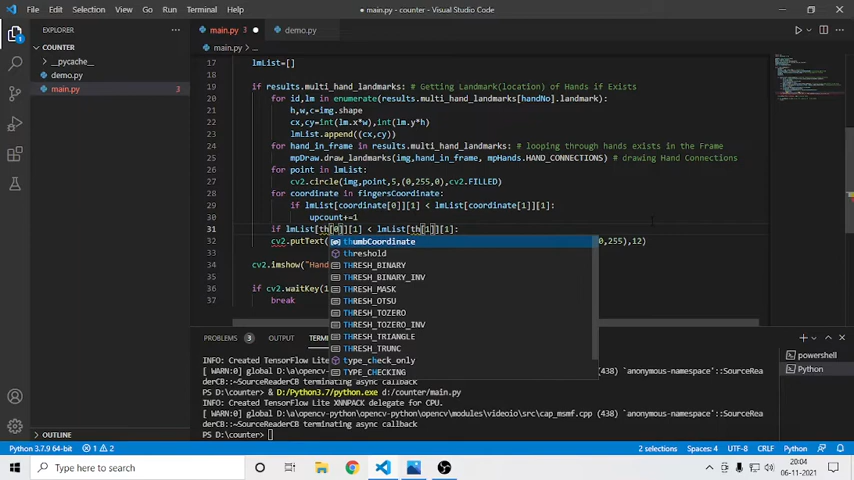 File Edit Selection View Go Run Terminal Help
main.py - counter - Visual Studio Code
EXPLORER
COUNTER
__pycache__
demo.py
main.py 3
OUTLINE
main.py 3
demo.py
main.py > ...
17 lmList=[]
18
19 if results.multi_hand_landmarks: # Getting Landmark(location) of Hands if Exists
20 for id,lm in enumerate(results.multi_hand_landmarks[handNo].landmark):
21 h,w,c=img.shape
22 cx,cy=int(lm.x*w),int(lm.y*h)
23 lmList.append((cx,cy))
24 for hand_in_frame in results.multi_hand_landmarks: # looping through hands exists in the Frame
25 mpDraw.draw_landmarks(img,hand_in_frame, mpHands.HAND_CONNECTIONS) # drawing Hand Connections
26 for point in lmList:
27 cv2.circle(img,point,5,(0,255,0),cv2.FILLED)
28 for coordinate in fingersCoordinate:
29 if lmList[coordinate[0]][1] < lmList[coordinate[1]][1]:
30 upcount+=1
31 if lmList[th[0]][1] < lmList[th[1]][1]:
32 cv2.putText( 0,255),12)
33
34 cv2.imshow("Hand
35
36 if cv2.waitKey(1
37 break
thumbCoordinate
threshold
THRESH_BINARY
THRESH_BINARY_INV
THRESH_MASK
THRESH_OTSU
THRESH_TOZERO
THRESH_TOZERO_INV
THRESH_TRIANGLE
THRESH_TRUNC
type_check_only
TYPE_CHECKING
PROBLEMS 3 OUTPUT TERM
powershell
Python
INFO: Created TensorFlow Lite
[ WARN:0] global D:\a\opencv-p (438) `anonymous-namespace'::SourceRea
derCB::~SourceReaderCB terminating async callback
PS D:\counter> & D:/Python3.7/python.exe d:/counter/main.py
INFO: Created TensorFlow Lite XNNPACK delegate for CPU.
[ WARN:0] global D:\a\opencv-python\opencv-python\opencv\modules\videoio\src\cap_msmf.cpp (438) `anonymous-namespace'::SourceRea
derCB::~SourceReaderCB terminating async callback
PS D:\counter>
Python 3.7.9 64-bit 1 2
2 selections Spaces: 4 UTF-8 CRLF Python
Type here to search
20:04
06-11-2021